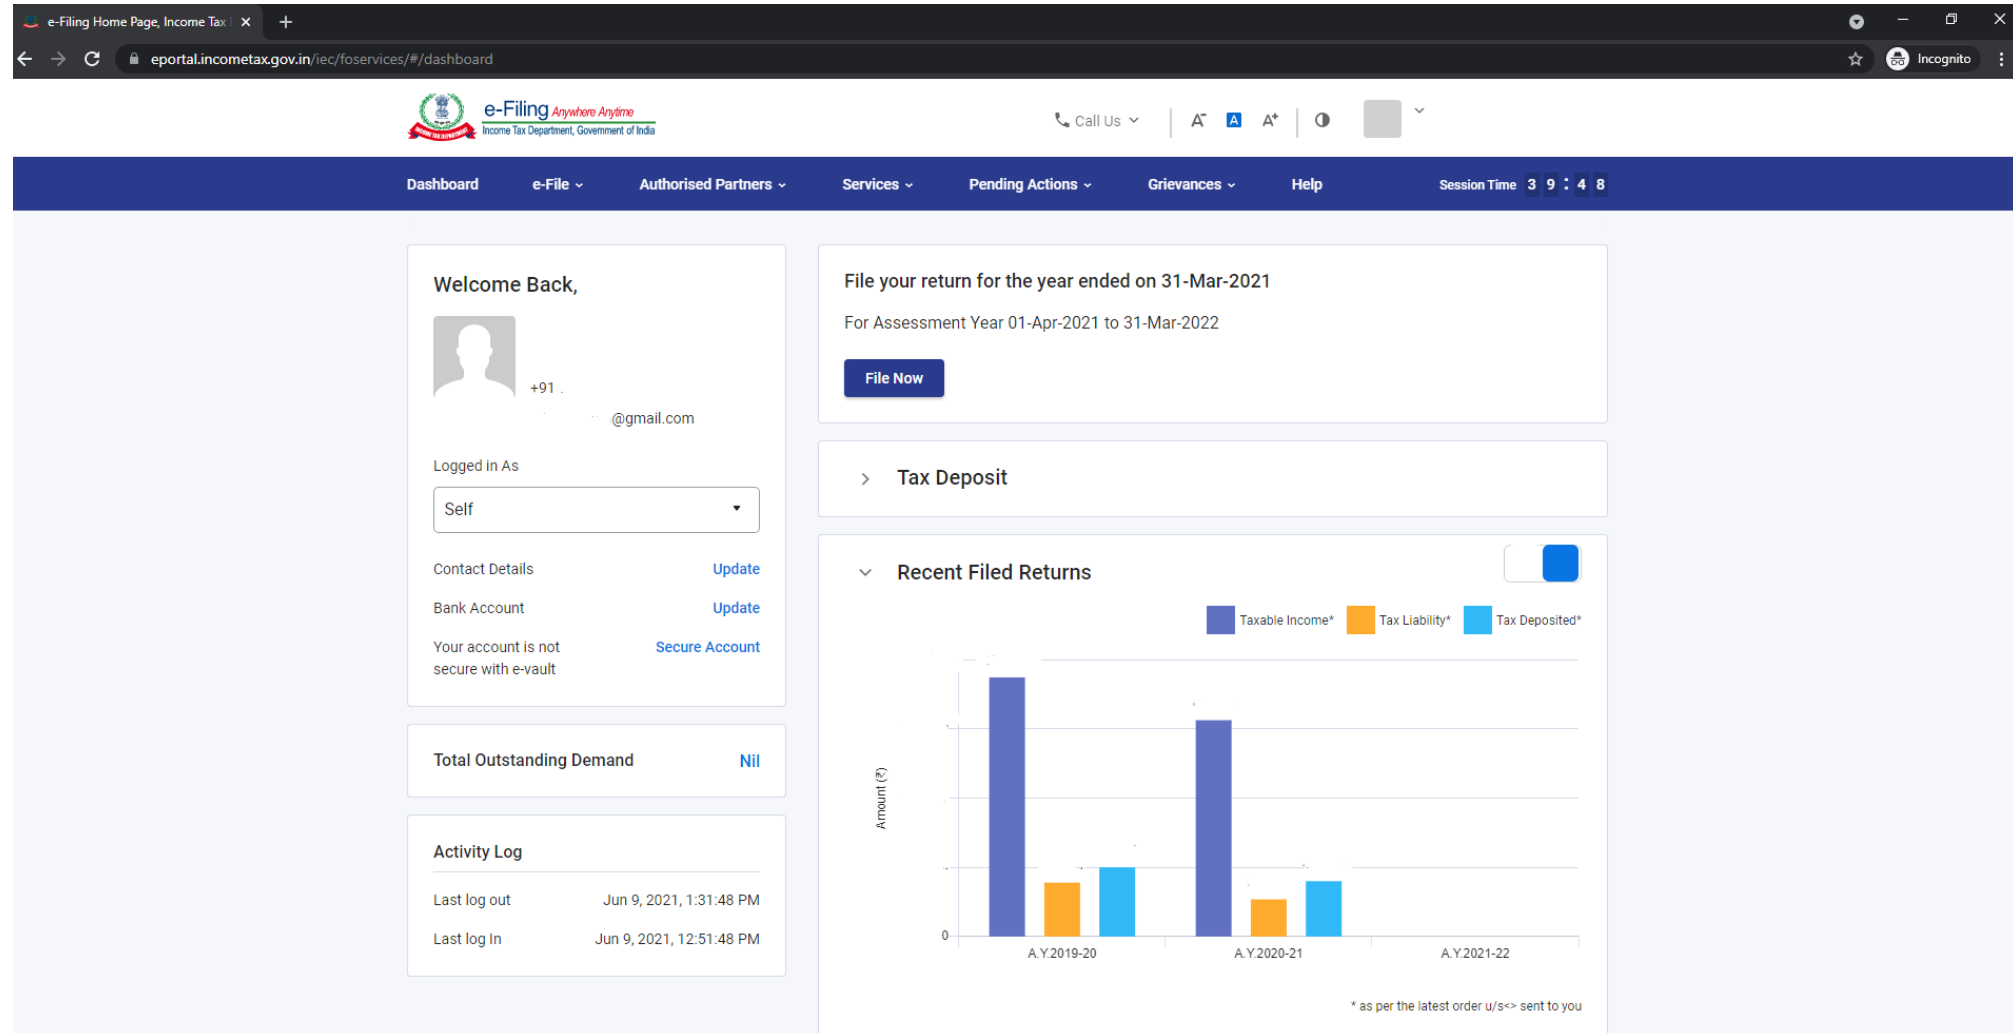 e-Filing Home Page, Income Tax
eportal.incometax.gov.in/iec/foservices/#/dashboard
Incognito
e-Filing Anywhere Anytime
Income Tax Department, Government of India
Call Us
A-
A
A+
Dashboard
e-File
Authorised Partners
Services
Pending Actions
Grievances
Help
Session Time 3 9 : 4 8
Welcome Back,
+91
@gmail.com
Logged in As
Self
Contact Details Update
Bank Account Update
Your account is not Secure Account
secure with e-vault
Total Outstanding Demand Nil
Activity Log
Last log out Jun 9, 2021, 1:31:48 PM
Last log In Jun 9, 2021, 12:51:48 PM
File your return for the year ended on 31-Mar-2021
For Assessment Year 01-Apr-2021 to 31-Mar-2022
File Now
Tax Deposit
Recent Filed Returns
Taxable Income* Tax Liability* Tax Deposited*
Amount (₹)
0
A.Y.2019-20 A.Y.2020-21 A.Y.2021-22
* as per the latest order u/s<> sent to you